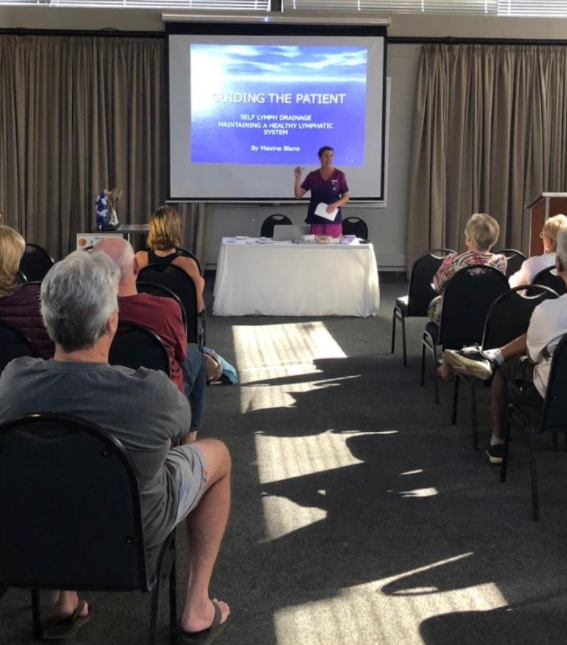 GUIDING THE PATIENT
SELF LYMPH DRAINAGE
MAINTAINING A HEALTHY LYMPHATIC
SYSTEM
By Maxine Blane